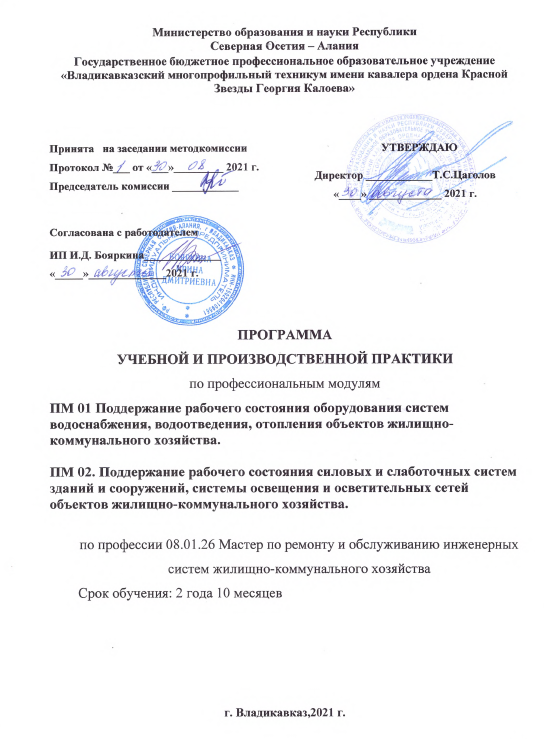 Министерство образования и науки Республики
Северная Осетия – Алания
Государственное бюджетное профессиональное образовательное учреждение
«Владикавказский многопрофильный техникум имени кавалера ордена Красной
Звезды Георгия Калоева»
Принята на заседании методкомиссии
Протокол № 1 от «30» 08 2021 г.
Председатель комиссии
УТВЕРЖДАЮ
Директор Т.С.Цаголов
«30» августа 2021 г.
Согласована с работодателем
ИП И.Д. Бояркина
«30» августа 2021 г.
ДМИТРИЕВНА
ПРОГРАММА
УЧЕБНОЙ И ПРОИЗВОДСТВЕННОЙ ПРАКТИКИ
по профессиональным модулям
ПМ 01 Поддержание рабочего состояния оборудования систем
водоснабжения, водоотведения, отопления объектов жилищно-
коммунального хозяйства.
ПМ 02. Поддержание рабочего состояния силовых и слаботочных систем
зданий и сооружений, системы освещения и осветительных сетей
объектов жилищно-коммунального хозяйства.
по профессии 08.01.26 Мастер по ремонту и обслуживанию инженерных
систем жилищно-коммунального хозяйства
Срок обучения: 2 года 10 месяцев
г. Владикавказ,2021 г.